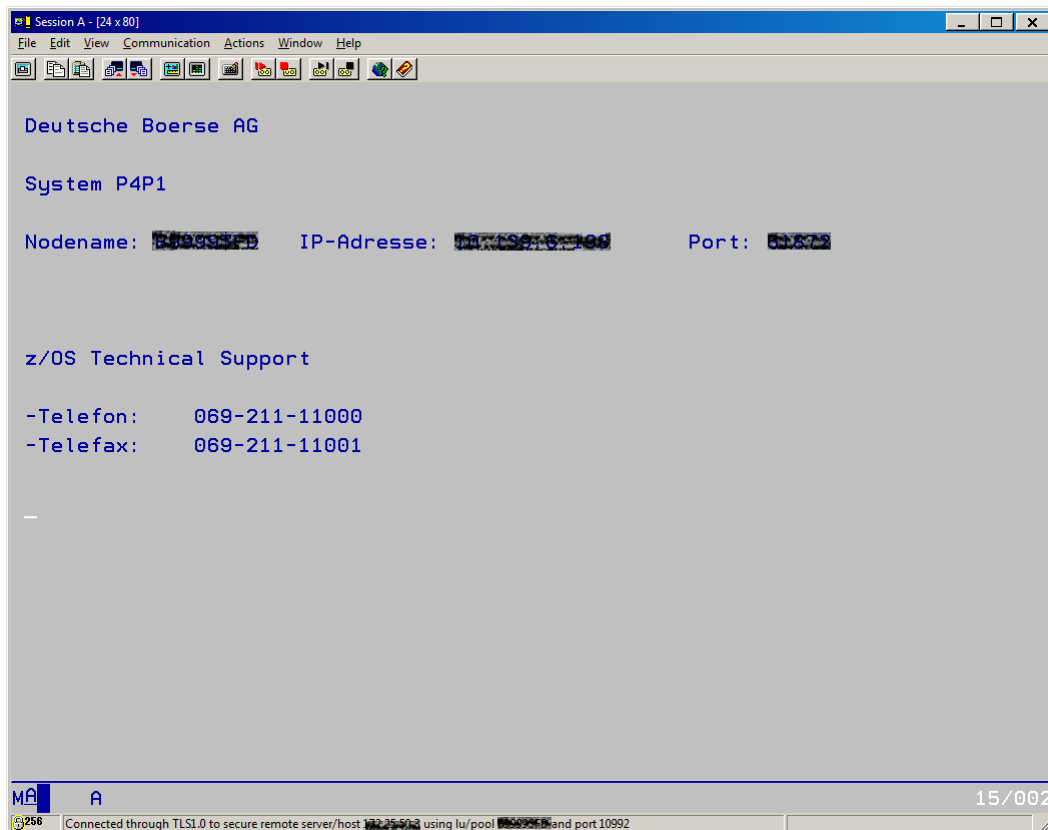 Session A - [24 x 80]
File Edit View Communication Actions Window Help
Deutsche Boerse AG
System P4P1
Nodename: IP-Adresse: Port:
z/OS Technical Support
-Telefon: 069-211-11000
-Telefax: 069-211-11001
MA A 15/002
256 Connected through TLS1.0 to secure remote server/host using lu/pool and port 10992